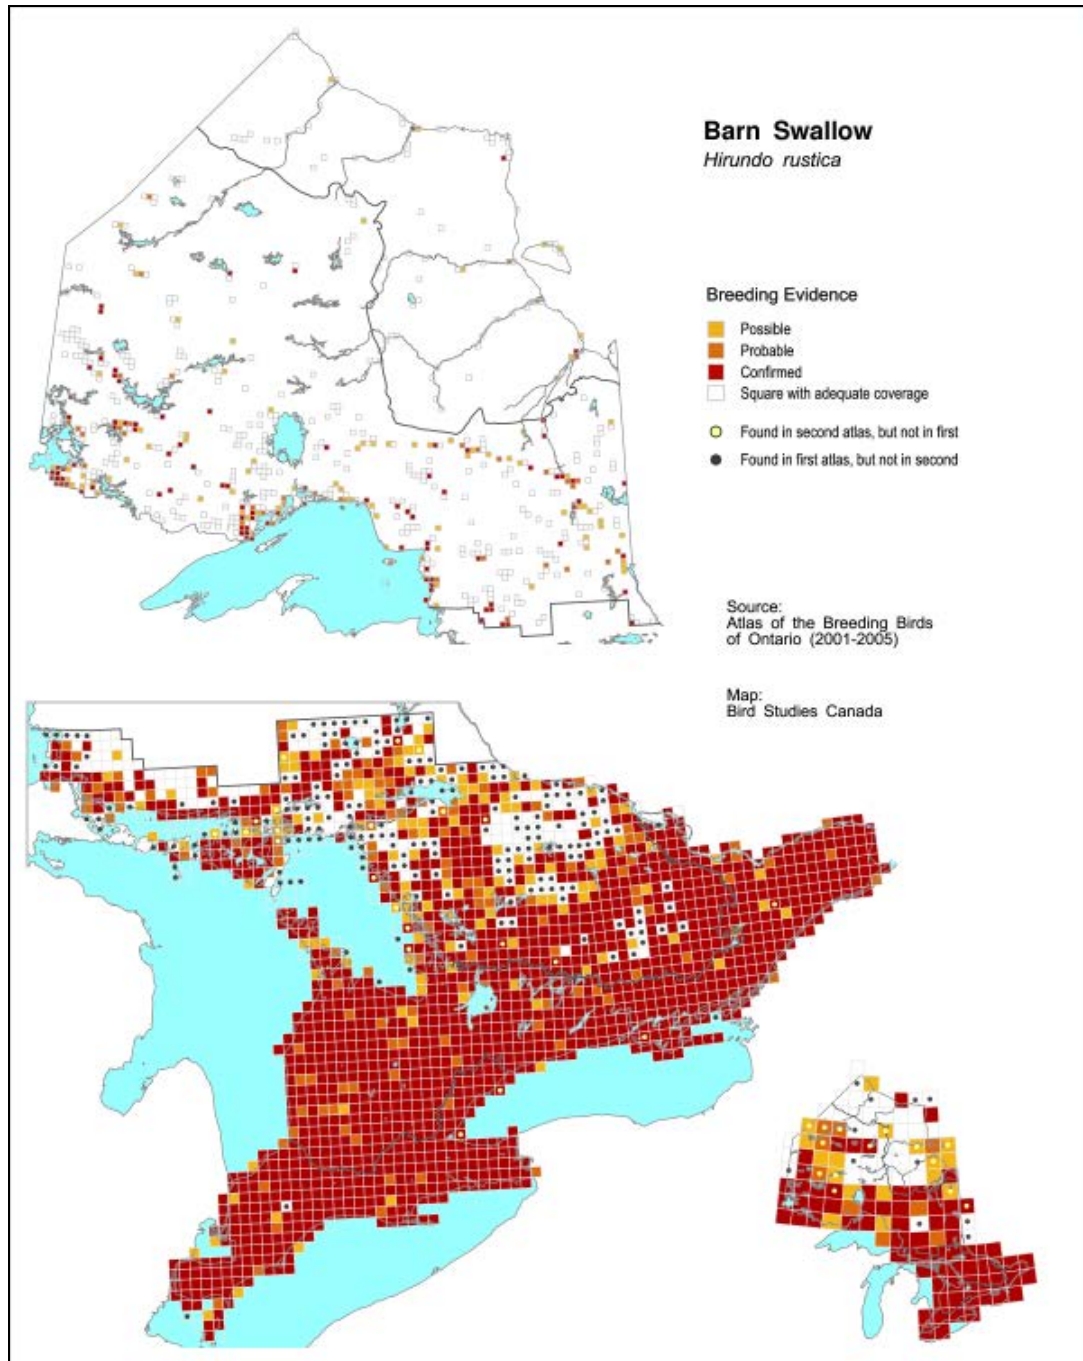 Barn Swallow
Hirundo rustica
Breeding Evidence
Possible
Probable
Confirmed
Square with adequate coverage
Found in second atlas, but not in first
Found in first atlas, but not in second
Source:
Atlas of the Breeding Birds
of Ontario (2001-2005)
Map:
Bird Studies Canada